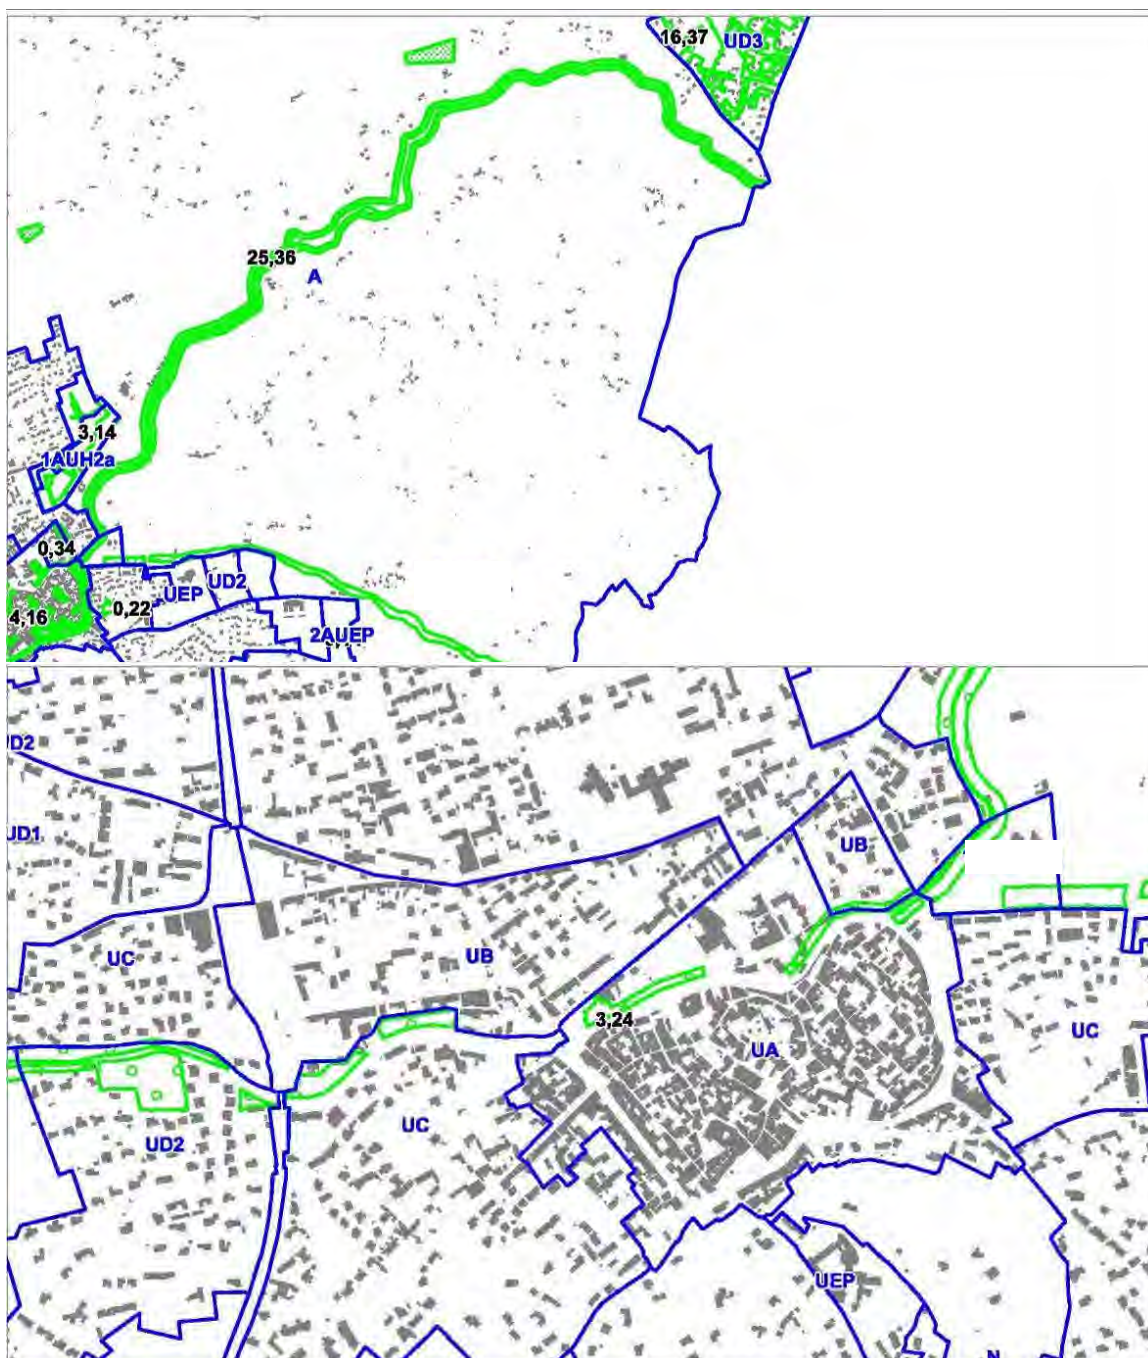 16,37
UD3
25,36
A
3,14
1AUH2a
0,34
UEP
UD2
4,16
0,22
2AUEP
UD1
UB
UC
UB
3,24
UA
UC
UC
UD2
UEP
N